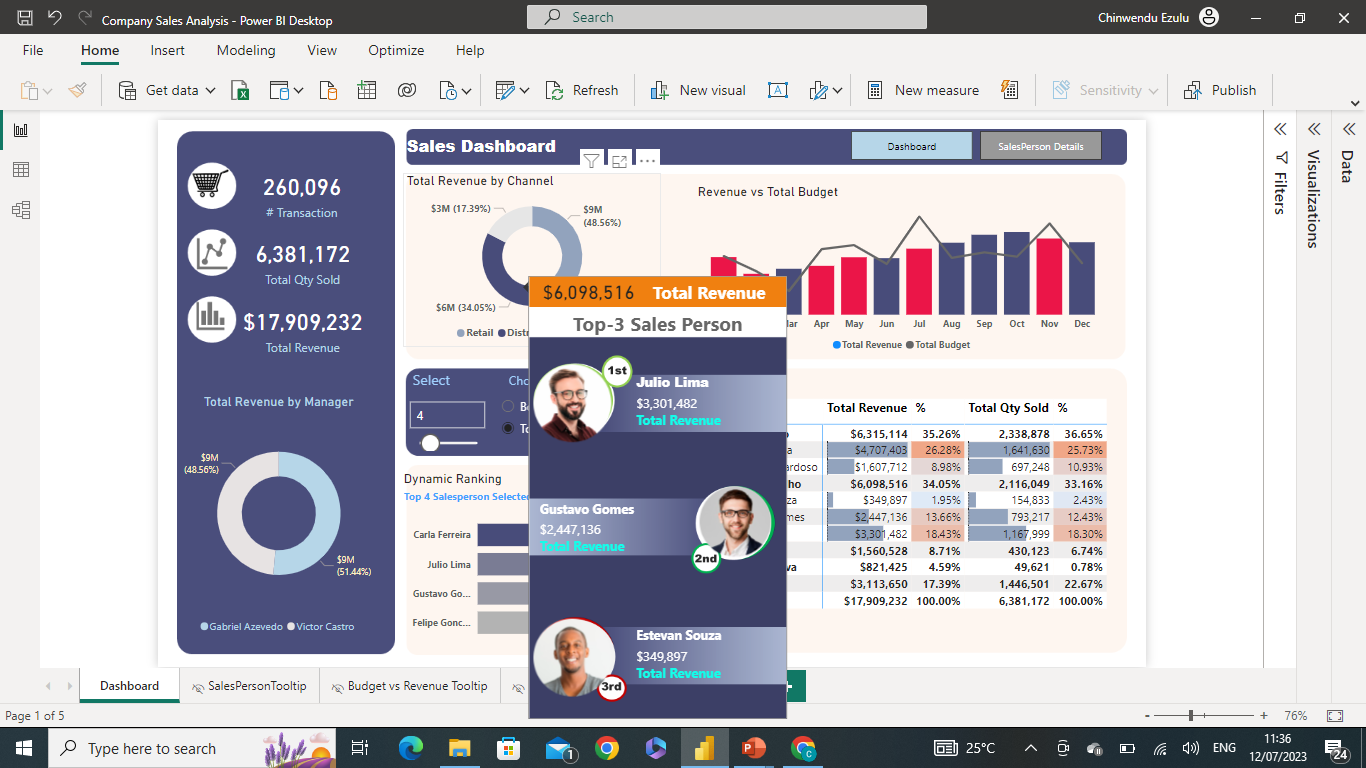 Company Sales Analysis - Power BI Desktop
Search
Chinwendu Ezulu
File Home Insert Modeling View Optimize Help
Get data
Refresh
New visual
New measure
Sensitivity
Publish
Sales Dashboard
Dashboard
SalesPerson Details
260,096
# Transaction
6,381,172
Total Qty Sold
$17,909,232
Total Revenue
Total Revenue by Manager
$9M
(48.56%)
$9M
(51.44%)
Gabriel Azevedo Victor Castro
Total Revenue by Channel
$3M (17.39%)
$9M
(48.56%)
$6M (34.05%)
Retail Distr
Revenue vs Total Budget
Apr May Jun Jul Aug Sep Oct Nov Dec
Total Revenue Total Budget
Select
4
Dynamic Ranking
Top 4 Salesperson Selected
Carla Ferreira
Julio Lima
Gustavo Go...
Felipe Gonc...
$6,098,516 Total Revenue
Top-3 Sales Person
1st
Julio Lima
$3,301,482
Total Revenue
Gustavo Gomes
$2,447,136
Total Revenue
2nd
Estevan Souza
$349,897
Total Revenue
3rd
Total Revenue % Total Qty Sold %
$6,315,114 35.26% 2,338,878 36.65%
$4,707,403 26.28% 1,641,630 25.73%
ardoso $1,607,712 8.98% 697,248 10.93%
ho $6,098,516 34.05% 2,116,049 33.16%
za $349,897 1.95% 154,833 2.43%
mes $2,447,136 13.66% 793,217 12.43%
$3,301,482 18.43% 1,167,999 18.30%
$1,560,528 8.71% 430,123 6.74%
va $821,425 4.59% 49,621 0.78%
$3,113,650 17.39% 1,446,501 22.67%
$17,909,232 100.00% 6,381,172 100.00%
Filters
Visualizations
Data
Dashboard
SalesPersonTooltip
Budget vs Revenue Tooltip
Page 1 of 5
76%
Type here to search
1
25°C
ENG
11:36
12/07/2023
24